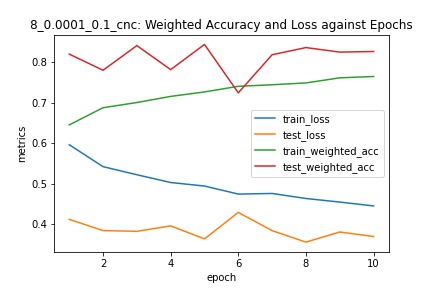 8_0.0001_0.1_cnc: Weighted Accuracy and Loss against Epochs
0.8
0.7
0.6
0.5
0.4
metrics
train_loss
test_loss
train_weighted_acc
test_weighted_acc
2
4
6
8
10
epoch